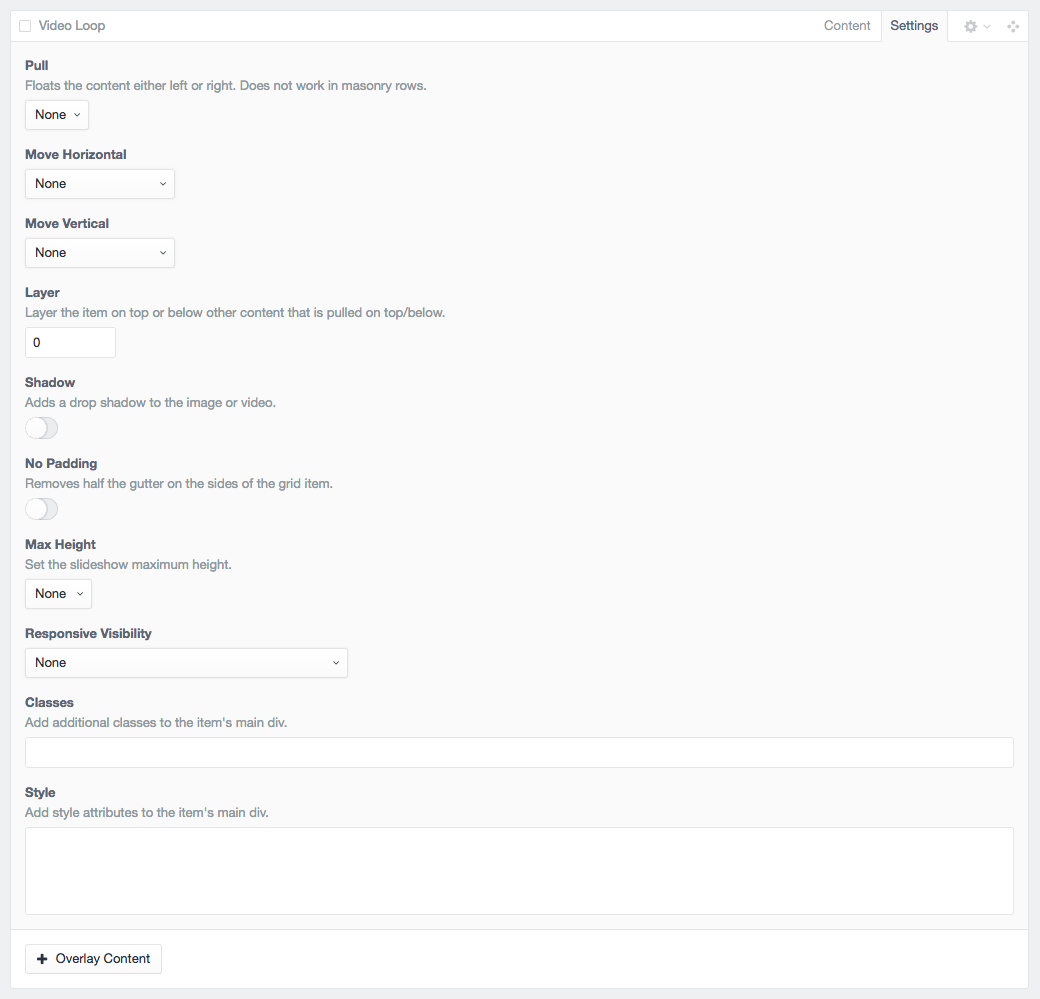 Video Loop Content Settings
Pull
Floats the content either left or right. Does not work in masonry rows.
None
Move Horizontal
None
Move Vertical
None
Layer
Layer the item on top or below other content that is pulled on top/below.
0
Shadow
Adds a drop shadow to the image or video.
No Padding
Removes half the gutter on the sides of the grid item.
Max Height
Set the slideshow maximum height.
None
Responsive Visibility
None
Classes
Add additional classes to the item's main div.
Style
Add style attributes to the item's main div.
Overlay Content